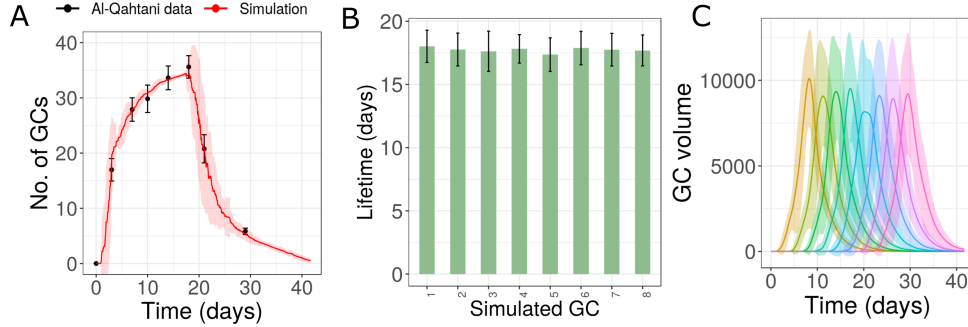 A
Al-Qahtani data
Simulation
No. of GCs
40
30
20
10
0
0 10 20 30 40
Time (days)
B
Lifetime (days)
20
15
10
5
0
1 2 3 4 5 6 7 8
Simulated GC
C
GC volume
10000
5000
0
0 10 20 30 40
Time (days)